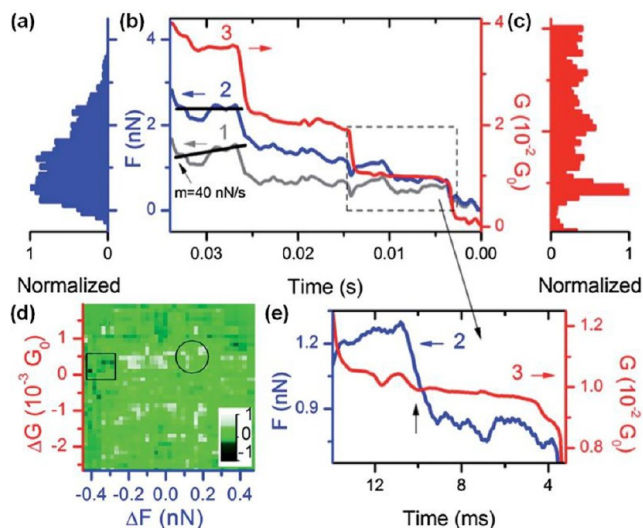 (a)
(b)
(c)
4
2
0
F (nN)
3
2
1
m=40 nN/s
4
2
0
G (10⁻² G₀)
1
0
0.03
0.02
0.01
0.00
0
1
Normalized
Time (s)
Normalized
(d)
(e)
1
0
-1
-2
ΔG (10⁻³ G₀)
1
0
-1
-0.4
-0.2
0.0
0.2
0.4
ΔF (nN)
1.2
0.9
F (nN)
2
3
1.2
1.0
0.8
G (10⁻² G₀)
12
8
4
Time (ms)